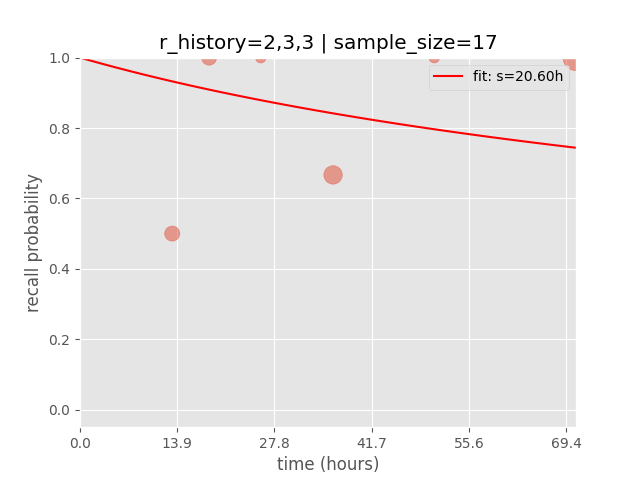 r_history=2,3,3 | sample_size=17
fit: s=20.60h
recall probability
1.0
0.8
0.6
0.4
0.2
0.0
0.0 13.9 27.8 41.7 55.6 69.4
time (hours)